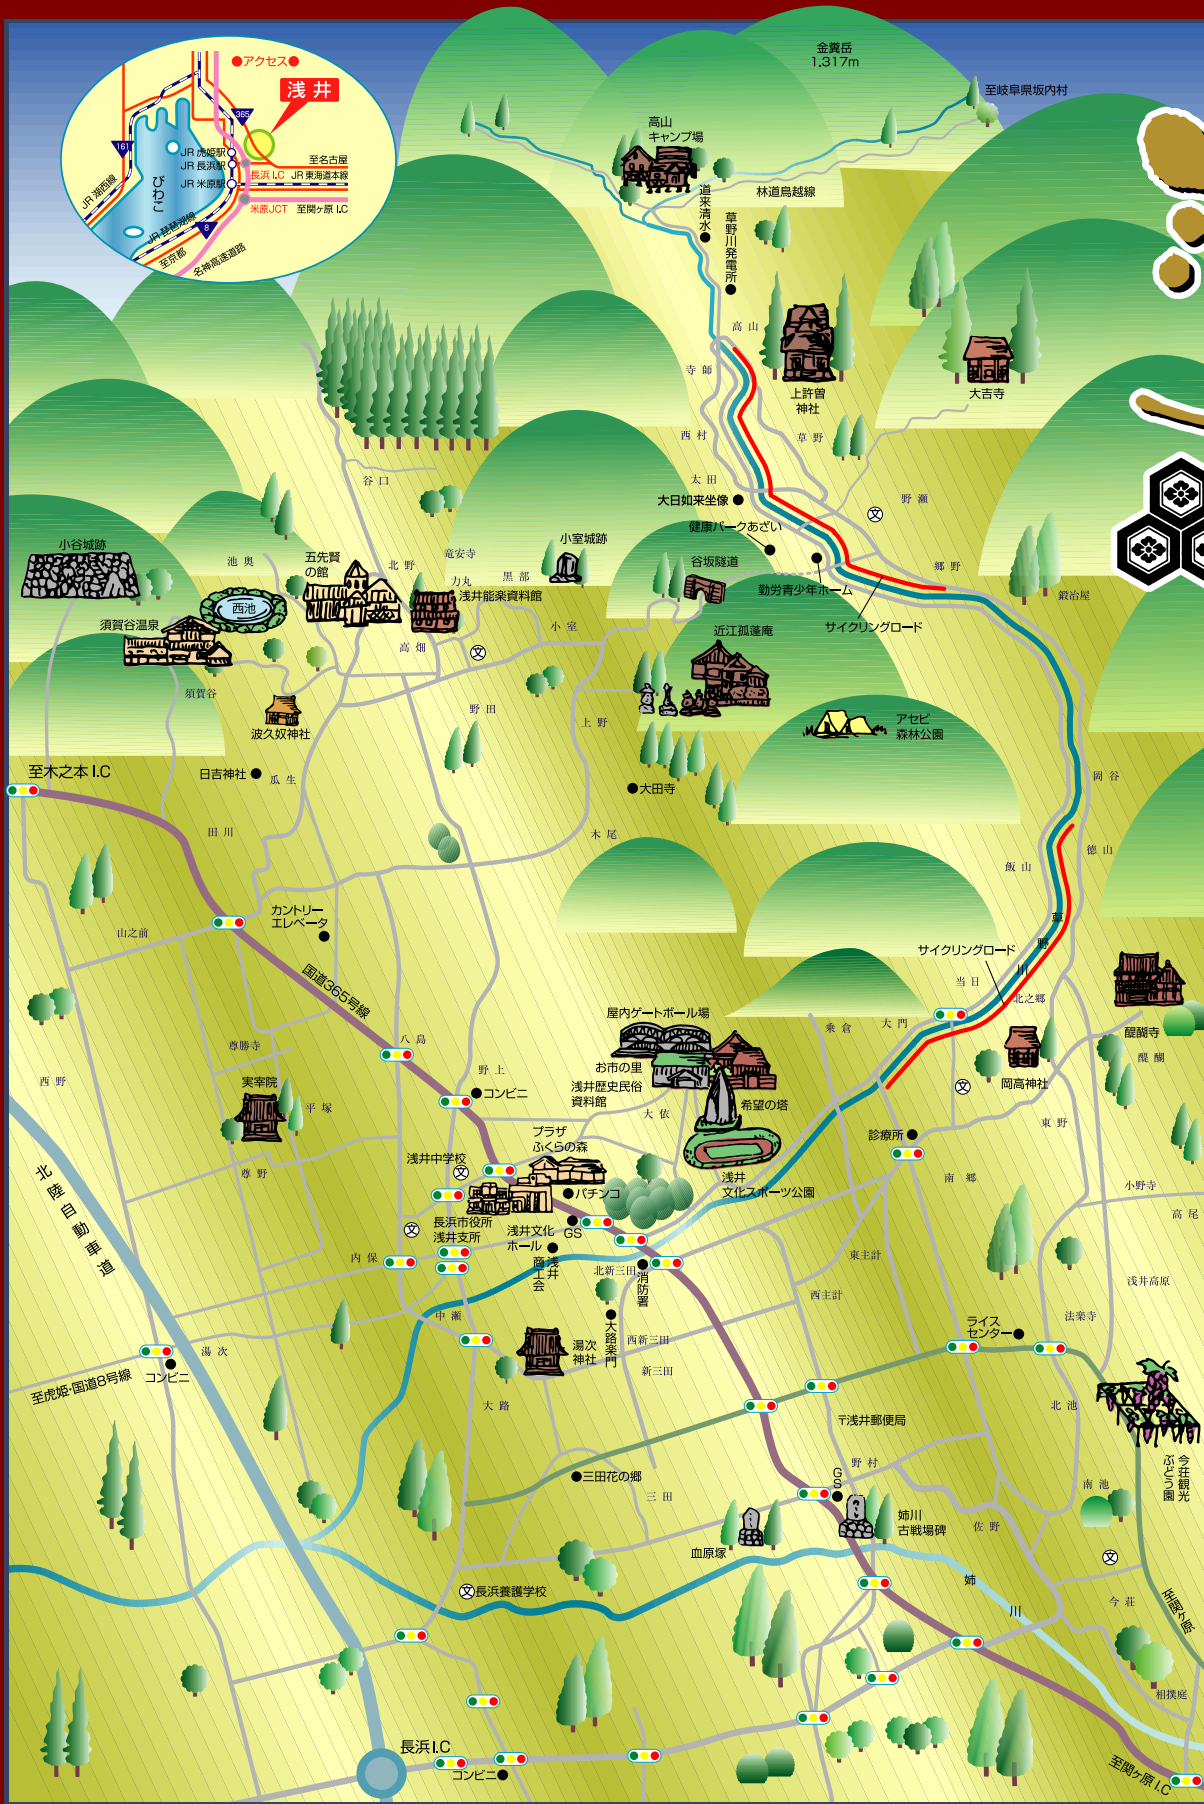 ●アクセス●
浅井
365
161
JR 虎姫駅
JR 長浜駅
JR 米原駅
至名古屋
長浜 I.C
JR 東海道本線
米原JCT
至関ヶ原 I.C
びわこ
JR 湖西線
JR 琵琶湖線
8
至京都
名神高速道路
金糞岳
1.317m
至岐阜県坂内村
高山
キャンプ場
林道鳥越線
道来清水
草野川発電所
高山
寺師
上許曽
神社
大吉寺
西村
草野
太田
大日如来坐像
野瀬
文
健康パークあざい
谷坂隧道
勤労青少年ホーム
郷野
鍛冶屋
サイクリングロード
谷口
小谷城跡
池奥
五先賢
の館
北野
竜安寺
小室城跡
黒部
力丸
浅井能楽資料館
西池
須賀谷温泉
高畑
文
小室
近江孤篷庵
須賀谷
波久奴神社
野田
上野
アセビ
森林公園
至木之本 I.C
日吉神社
瓜生
大田寺
岡谷
田川
木尾
徳山
飯山
カントリー
エレベータ
山之前
国道365号線
草野川
サイクリングロード
当目
北之郷
乗倉
大門
醍醐寺
醍醐
岡高神社
文
屋内ゲートボール場
お市の里
浅井歴史民俗
資料館
希望の塔
大依
八島
野上
コンビニ
尊勝寺
西野
実宰院
平塚
東野
診療所
プラザ
ふくらの森
浅井中学校
文
パチンコ
浅井
文化スポーツ公園
尊野
南郷
小野寺
高尾
北陸自動車道
長浜市役所
浅井支所
浅井文化
ホール
GS
文
内保
浅井
商工会
北新三田
消防署
東主計
西主計
浅井高原
法楽寺
中瀬
大路楽門
西新三田
新三田
湯次
神社
ライス
センター
湯次
コンビニ
至虎姫・国道8号線
大路
北池
〒浅井郵便局
三田花の郷
三田
野村
GS
今荘観光
ぶどう園
南池
姉川
古戦場碑
佐野
血原塚
文
文長浜養護学校
姉川
今荘
至関ヶ原
相撲庭
長浜 I.C
コンビニ
至関ヶ原 I.C